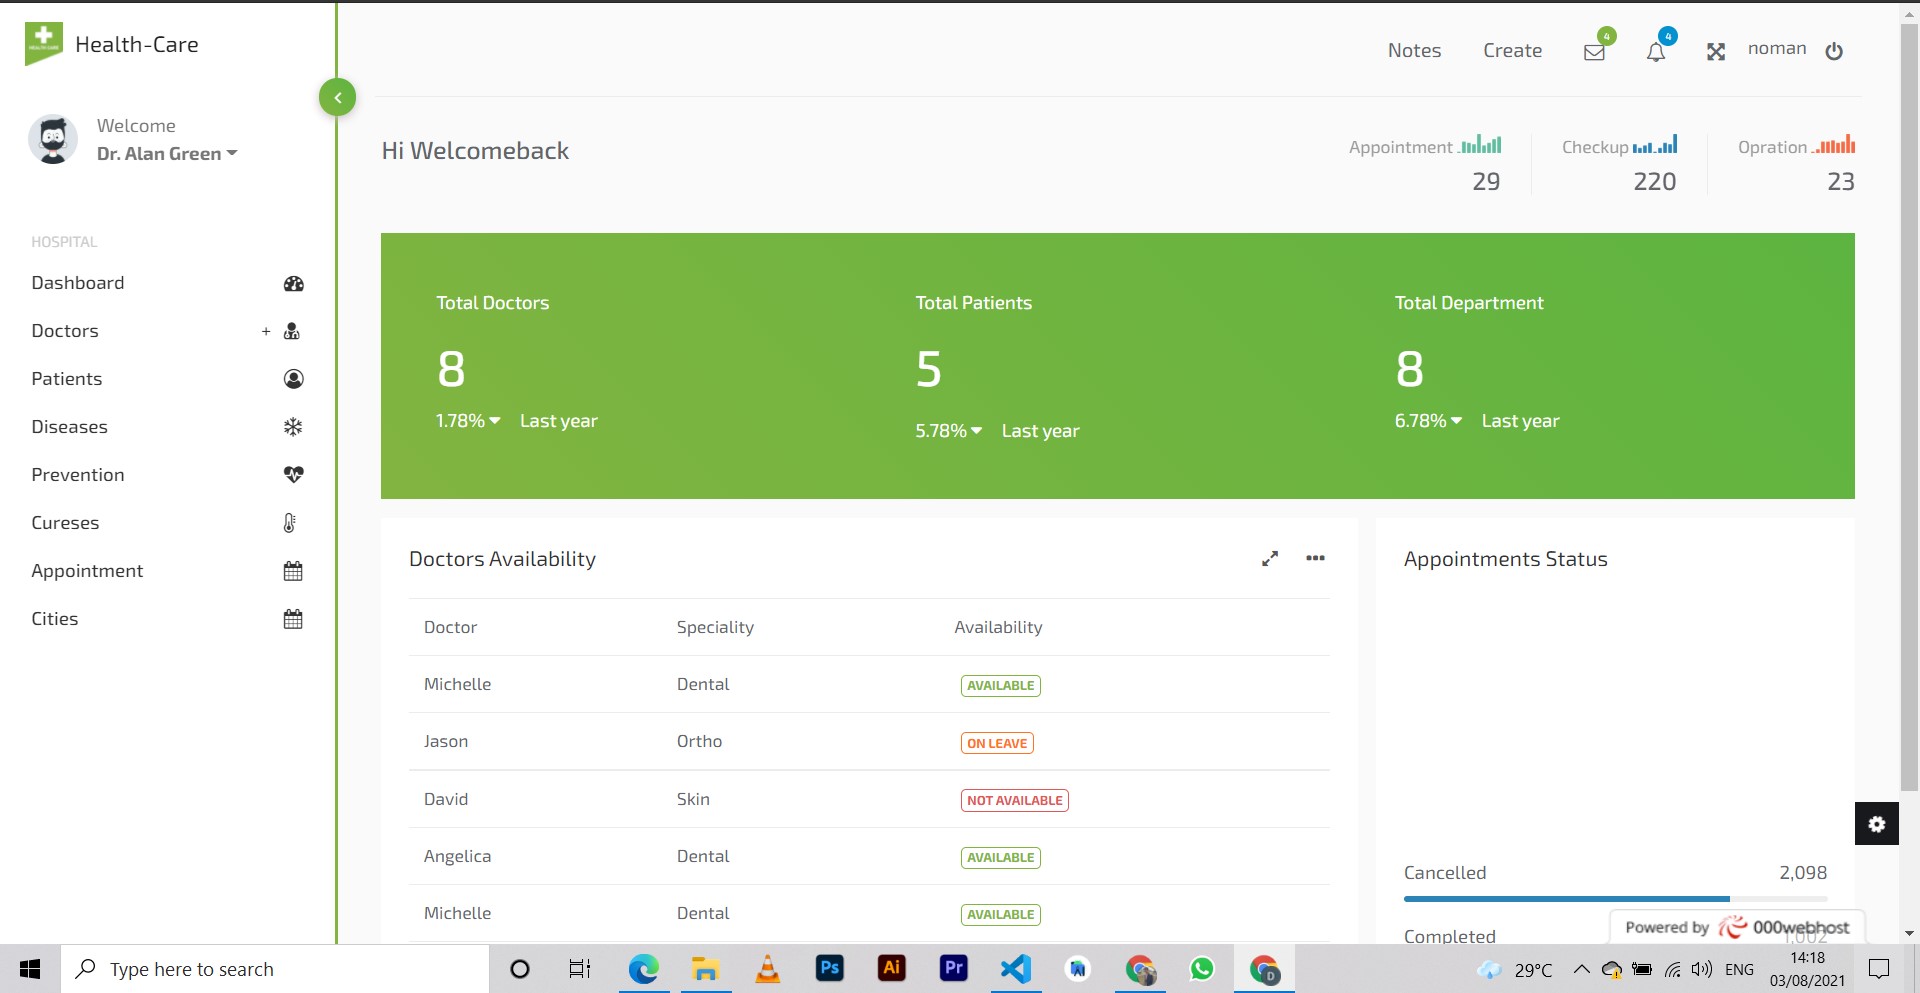 Health-Care
Notes
Create
4
4
noman
Welcome
Dr. Alan Green
Hi Welcomeback
Appointment
29
Checkup
220
Opration
23
HOSPITAL
Dashboard
Doctors +
Patients
Diseases
Prevention
Cureses
Appointment
Cities
Total Doctors
8
1.78% Last year
Total Patients
5
5.78% Last year
Total Department
8
6.78% Last year
Doctors Availability
Doctor Speciality Availability
Michelle Dental AVAILABLE
Jason Ortho ON LEAVE
David Skin NOT AVAILABLE
Angelica Dental AVAILABLE
Michelle Dental AVAILABLE
Appointments Status
Cancelled 2,098
Completed 1,002
Powered by 000webhost
Type here to search
Ps
Ai
Pr
D
29°C
ENG
14:18
03/08/2021